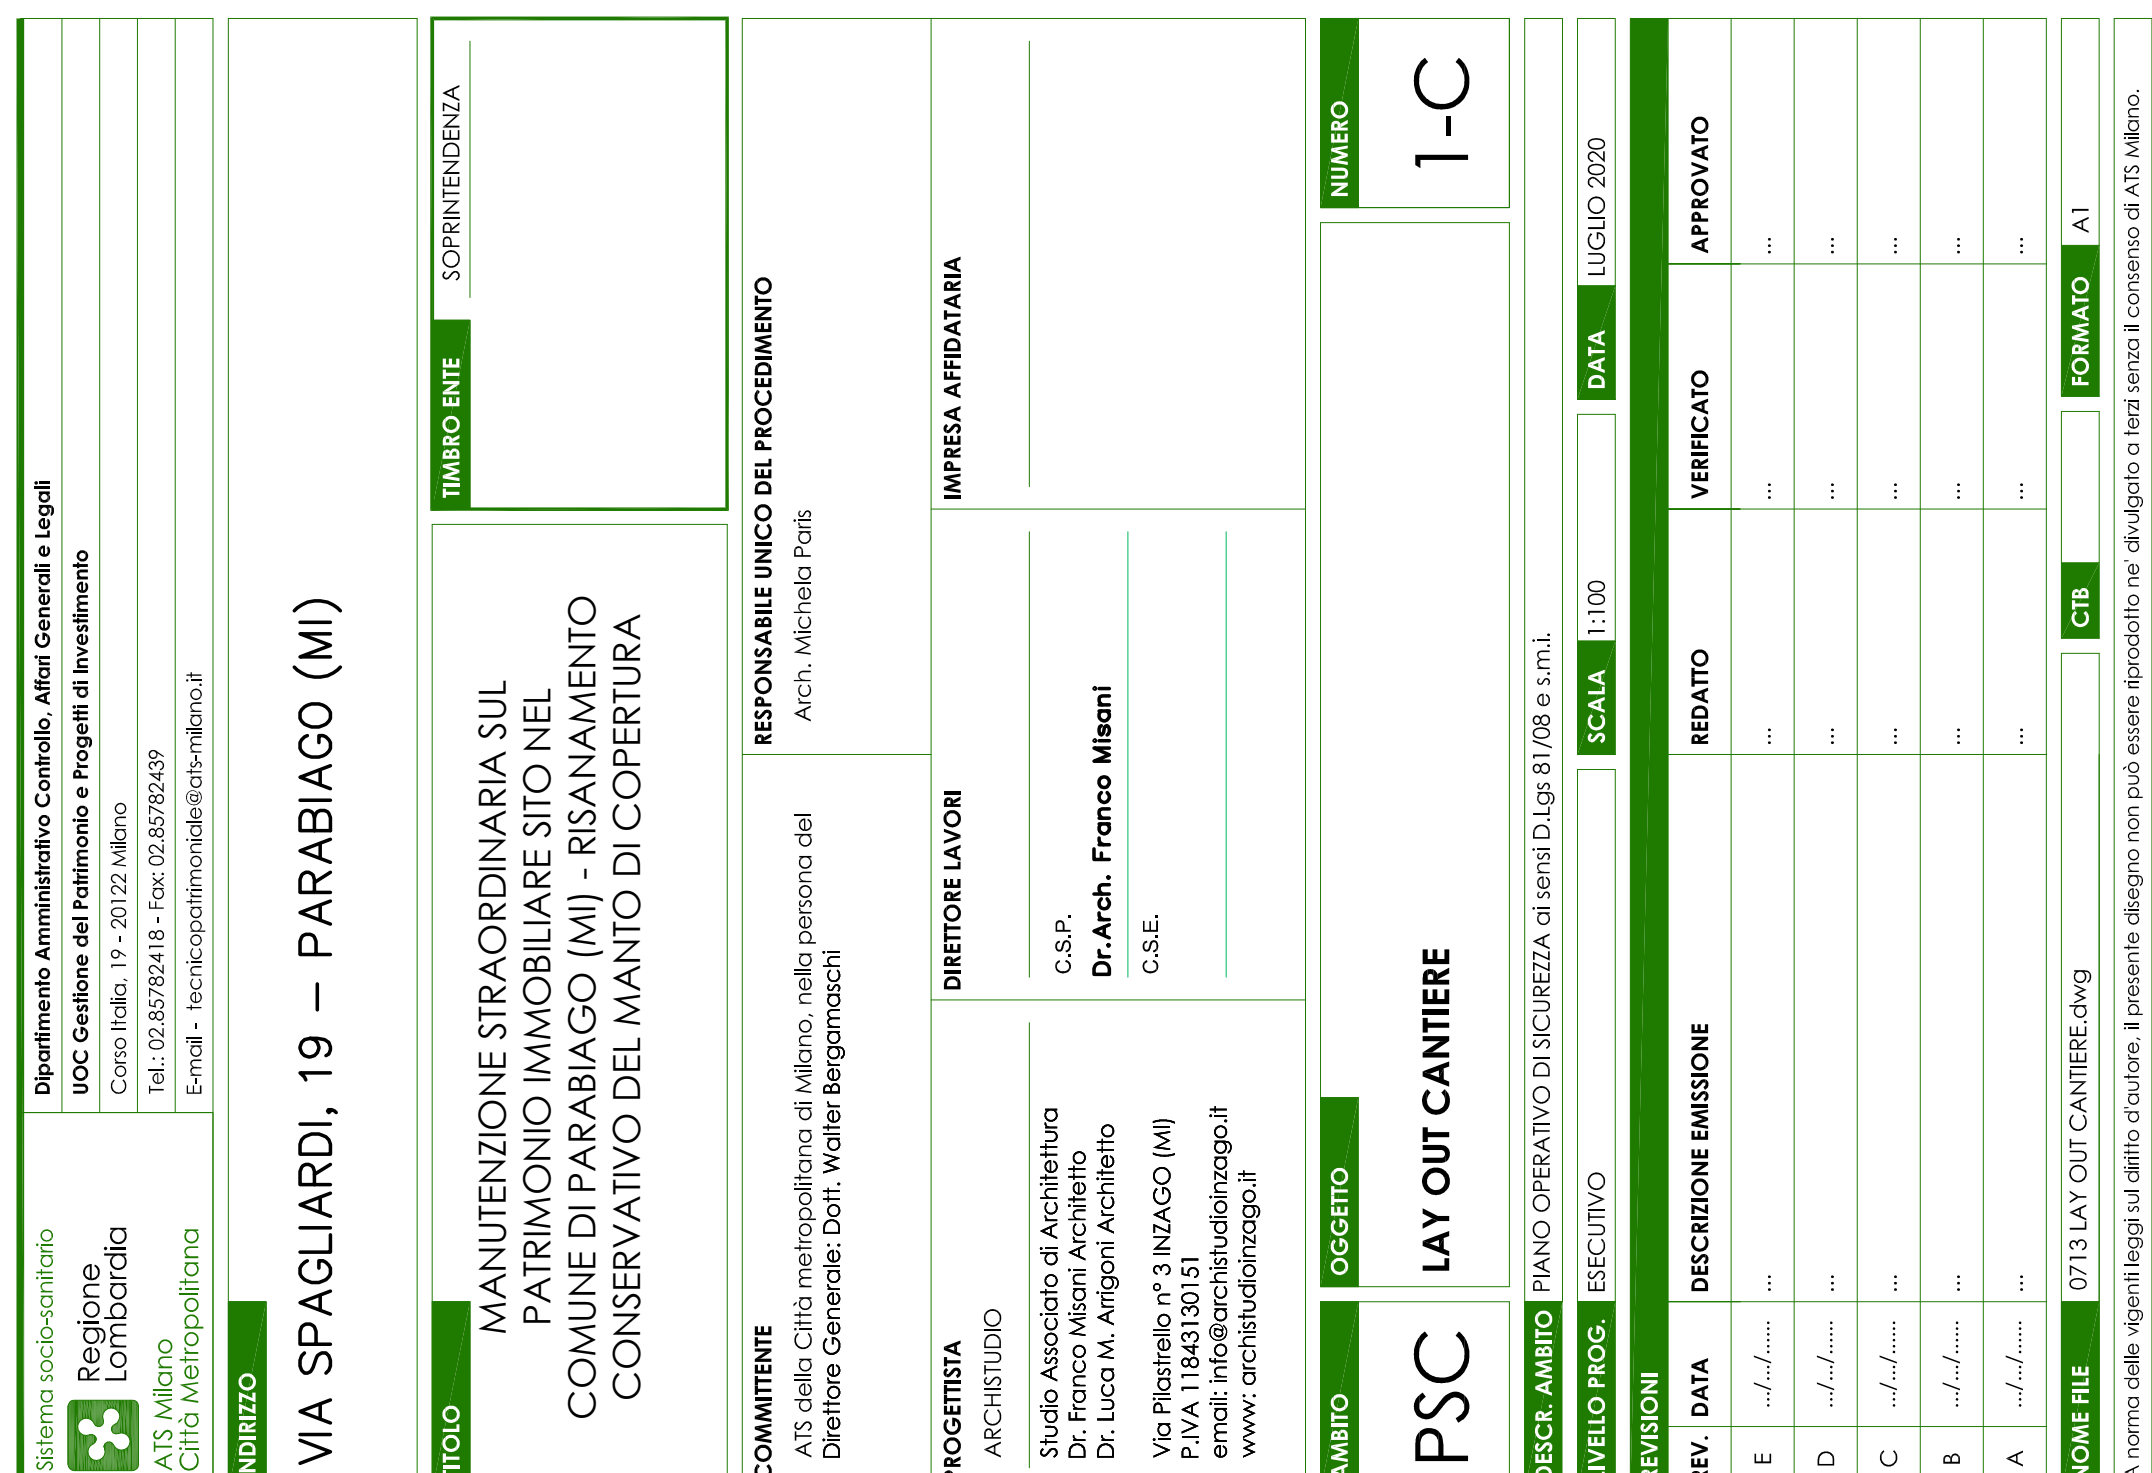 Sistema socio-sanitario
Regione
Lombardia
ATS Milano
Città Metropolitana
Dipartimento Amministrativo Controllo, Affari Generali e Legali
UOC Gestione del Patrimonio e Progetti di Investimento
Corso Italia, 19 - 20122 Milano
Tel.: 02.85782418 - Fax: 02.85782439
E-mail - tecnicopatrimoniale@ats-milano.it
NDIRIZZO
VIA SPAGLIARDI, 19 – PARABIAGO (MI)
TITOLO
MANUTENZIONE STRAORDINARIA SUL
PATRIMONIO IMMOBILIARE SITO NEL
COMUNE DI PARABIAGO (MI) - RISANAMENTO
CONSERVATIVO DEL MANTO DI COPERTURA
TIMBRO ENTE
SOPRINTENDENZA
COMMITTENTE
ATS della Città metropolitana di Milano, nella persona del
Direttore Generale: Dott. Walter Bergamaschi
RESPONSABILE UNICO DEL PROCEDIMENTO
Arch. Michela Paris
PROGETTISTA
ARCHISTUDIO
Studio Associato di Architettura
Dr. Franco Misani Architetto
Dr. Luca M. Arrigoni Architetto
Via Pilastrello n° 3 INZAGO (MI)
P.IVA 11843130151
email: info@archistudioinzago.it
www: archistudioinzago.it
DIRETTORE LAVORI
C.S.P.
Dr.Arch. Franco Misani
C.S.E.
IMPRESA AFFIDATARIA
AMBITO
PSC
OGGETTO
LAY OUT CANTIERE
NUMERO
1-C
DESCR. AMBITO PIANO OPERATIVO DI SICUREZZA ai sensi D.Lgs 81/08 e s.m.i.
IVELLO PROG. ESECUTIVO
SCALA 1:100
DATA LUGLIO 2020
REVISIONI
REV. DATA DESCRIZIONE EMISSIONE REDATTO VERIFICATO APPROVATO
E .../.../...... ... ... ... ...
D .../.../...... ... ... ... ...
C .../.../...... ... ... ... ...
B .../.../...... ... ... ... ...
A .../.../...... ... ... ... ...
NOME FILE 0713 LAY OUT CANTIERE.dwg
CTB
FORMATO A1
A norma delle vigenti leggi sul diritto d'autore, il presente disegno non può essere riprodotto ne' divulgato a terzi senza il consenso di ATS Milano.